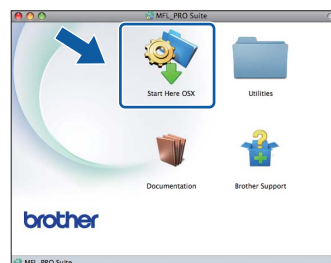 MFL_PRO Suite
Start Here OSX
Utilities
Documentation
Brother Support
brother
MFL_PRO Suite